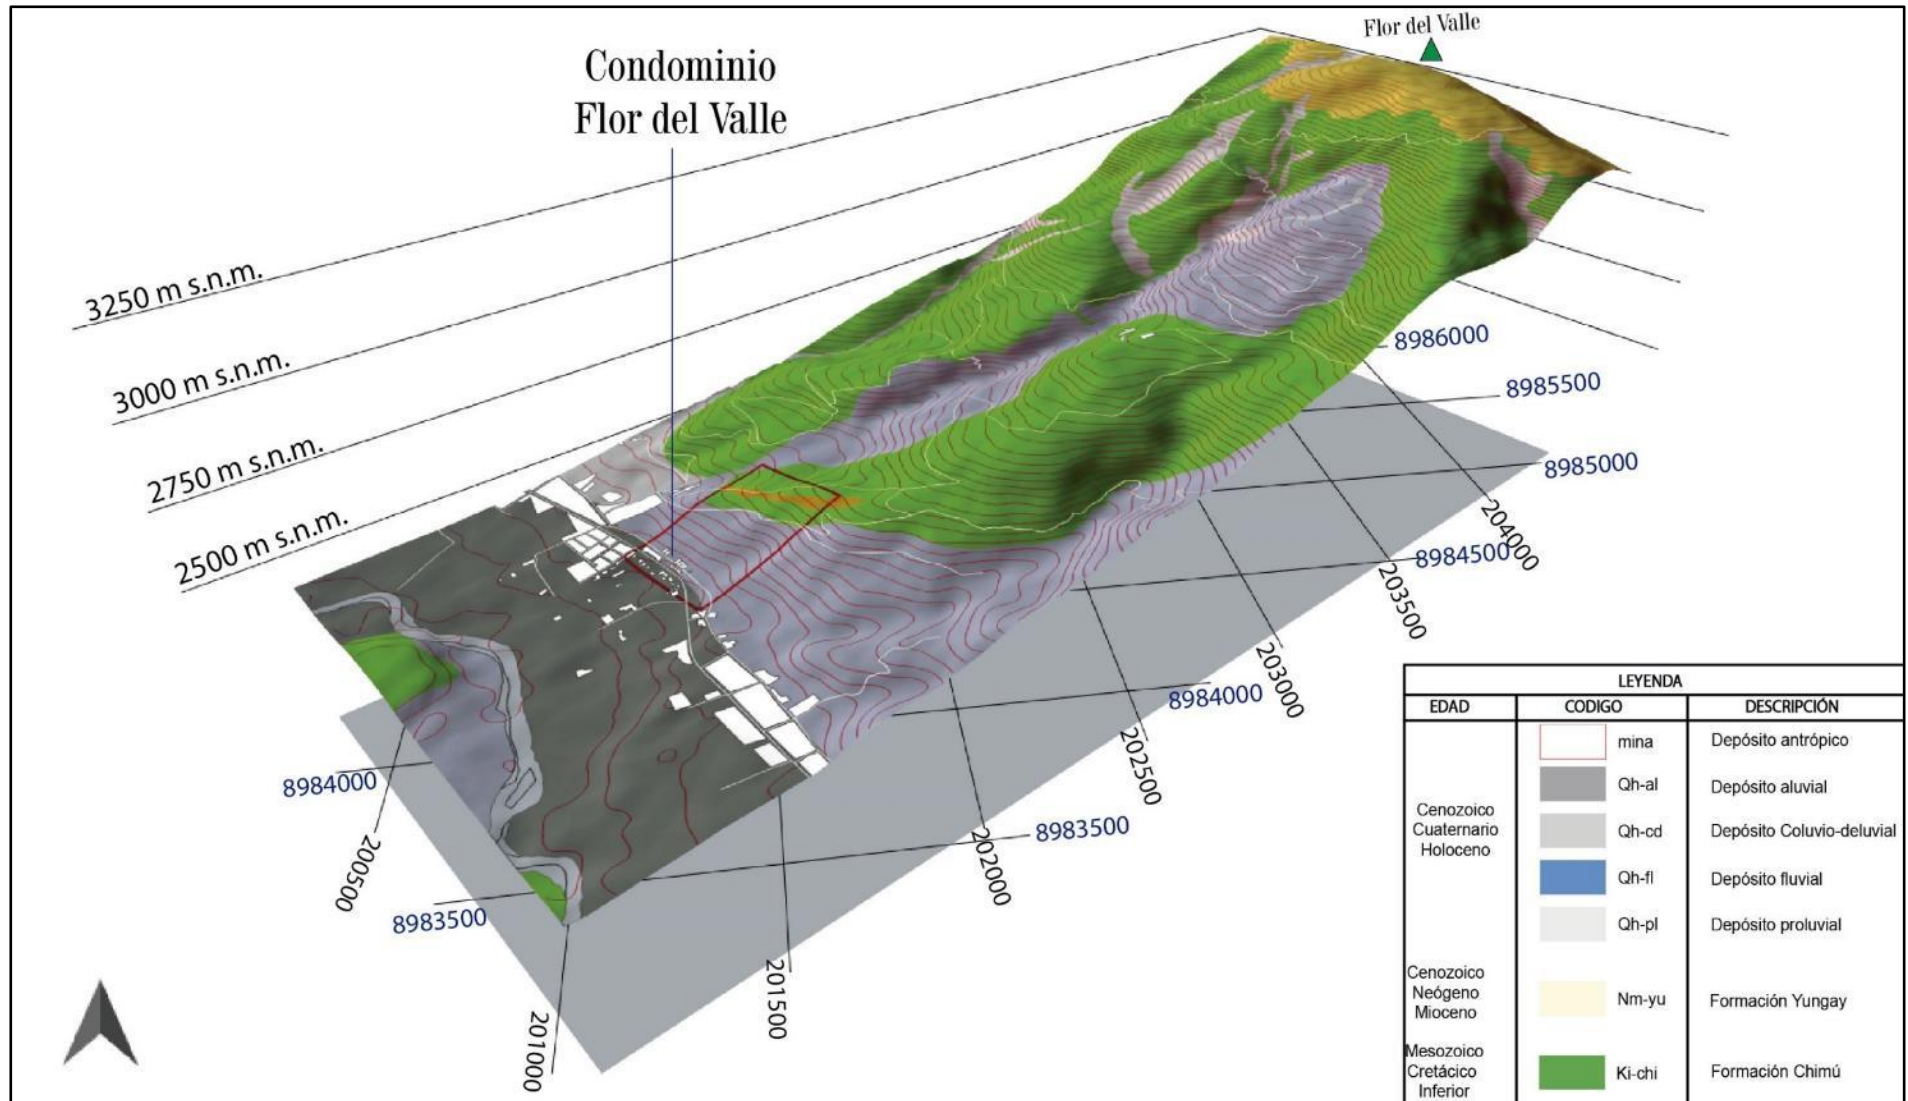 Flor del Valle
Condominio
Flor del Valle
3250 m s.n.m.
3000 m s.n.m.
2750 m s.n.m.
2500 m s.n.m.
8986000
8985500
8985000
8984500
8984000
8983500
204000
203500
203000
202500
202000
201500
201000
200500
8984000
8983500
LEYENDA
EDAD CODIGO DESCRIPCIÓN
Cenozoico
Cuaternario
Holoceno
mina Depósito antrópico
Qh-al Depósito aluvial
Qh-cd Depósito Coluvio-deluvial
Qh-fl Depósito fluvial
Qh-pl Depósito proluvial
Cenozoico
Neógeno
Mioceno
Nm-yu Formación Yungay
Mesozoico
Cretácico
Inferior
Ki-chi Formación Chimú